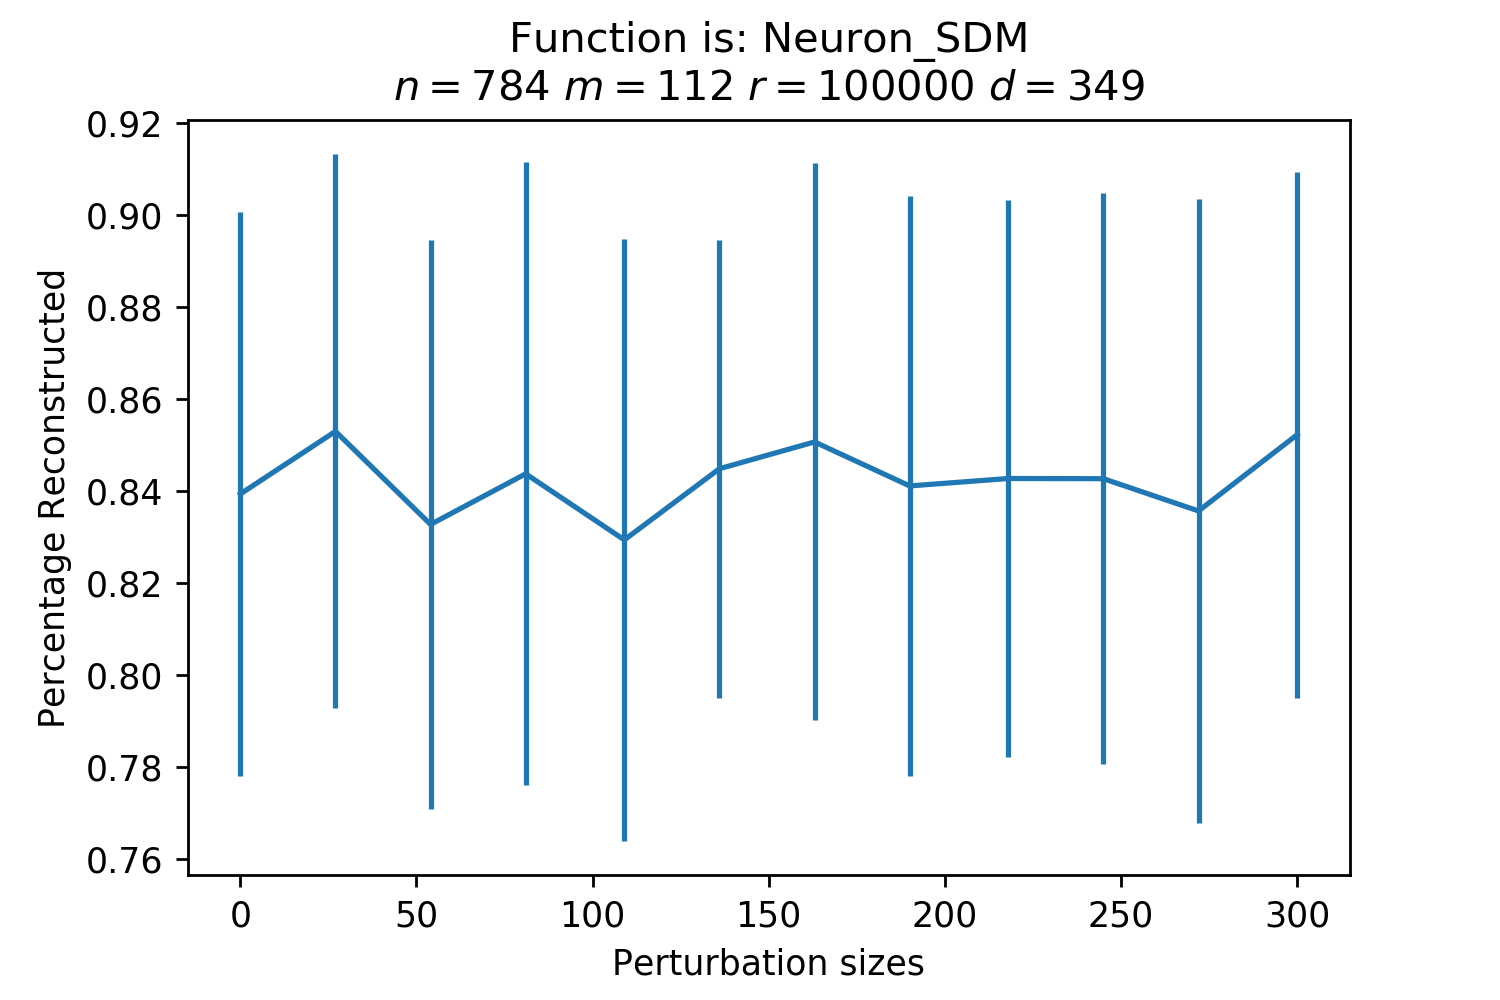 Function is: Neuron_SDM
n = 784 m = 112 r = 100000 d = 349
Percentage Reconstructed
0.92
0.90
0.88
0.86
0.84
0.82
0.80
0.78
0.76
0 50 100 150 200 250 300
Perturbation sizes